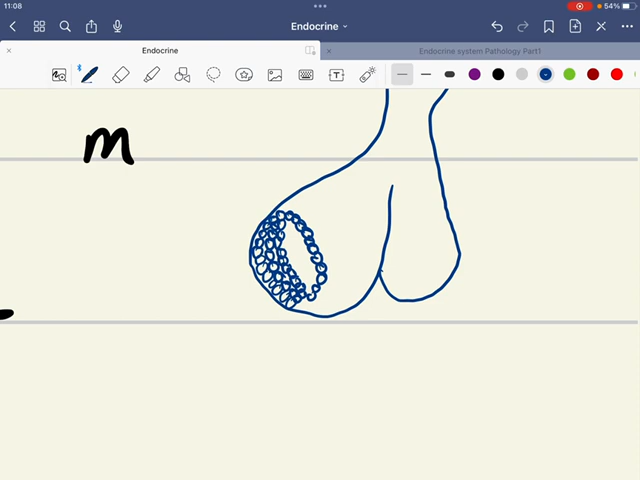 11:08
54%
Endocrine
Endocrine
Endocrine system Pathology Part1
T
m